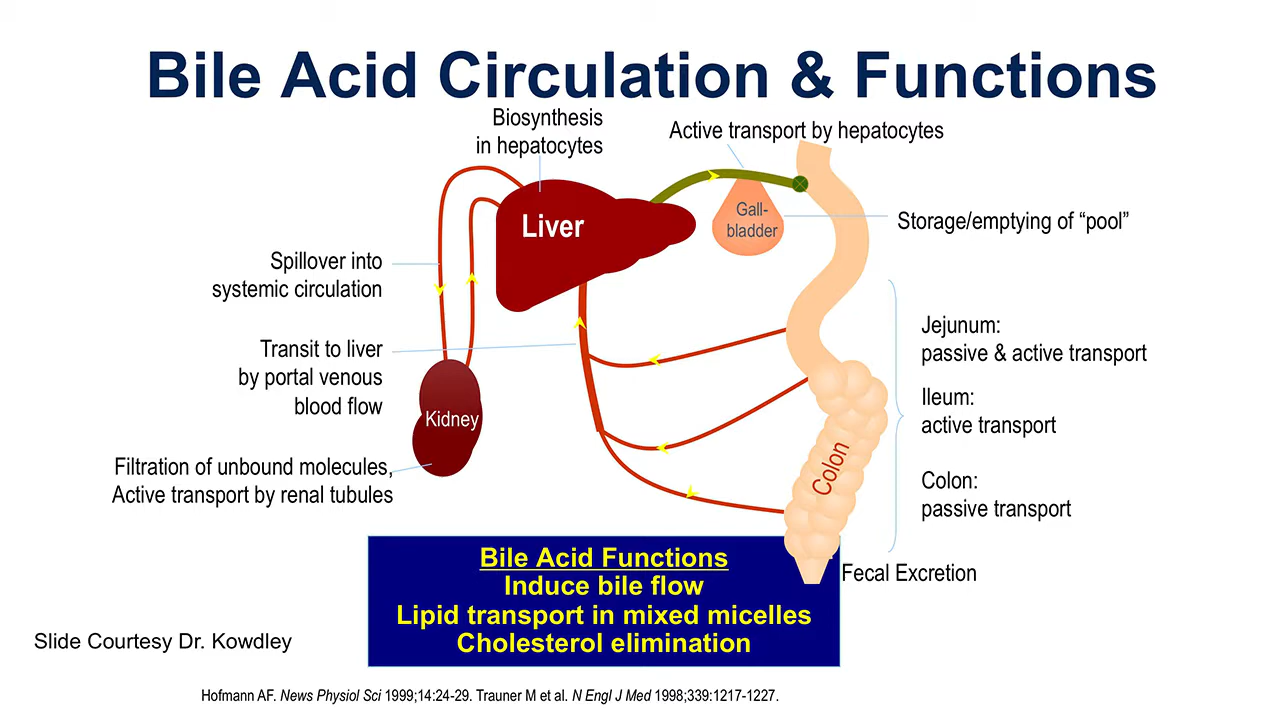 Bile Acid Circulation & Functions
Biosynthesis
in hepatocytes
Active transport by hepatocytes
Liver
Gall-
bladder
Storage/emptying of “pool”
Spillover into
systemic circulation
Transit to liver
by portal venous
blood flow
Kidney
Filtration of unbound molecules,
Active transport by renal tubules
Jejunum:
passive & active transport
Ileum:
active transport
Colon:
passive transport
Colon
Fecal Excretion
Bile Acid Functions
Induce bile flow
Lipid transport in mixed micelles
Cholesterol elimination
Slide Courtesy Dr. Kowdley
Hofmann AF. News Physiol Sci 1999;14:24-29. Trauner M et al. N Engl J Med 1998;339:1217-1227.